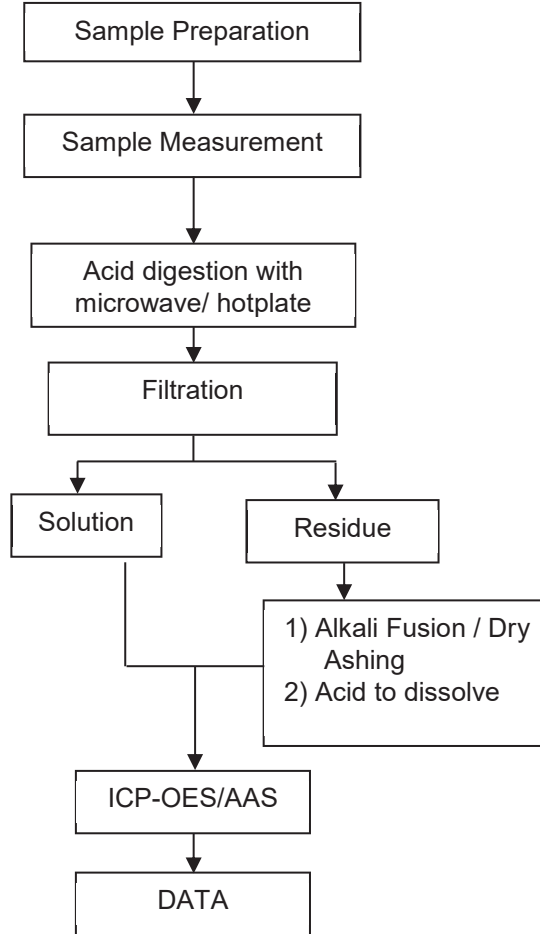 Sample Preparation
Sample Measurement
Acid digestion with
microwave/ hotplate
Filtration
Solution
Residue
1) Alkali Fusion / Dry
Ashing
2) Acid to dissolve
ICP-OES/AAS
DATA